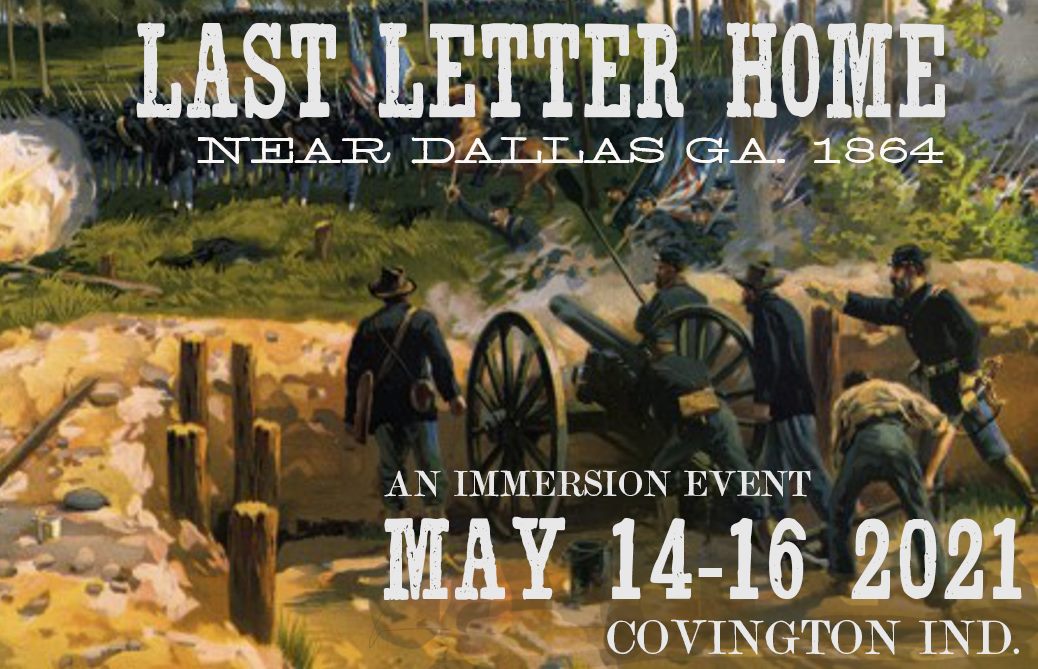 LAST LETTER HOME
NEAR DALLAS GA. 1864
AN IMMERSION EVENT
MAY 14-16 2021
COVINGTON IND.